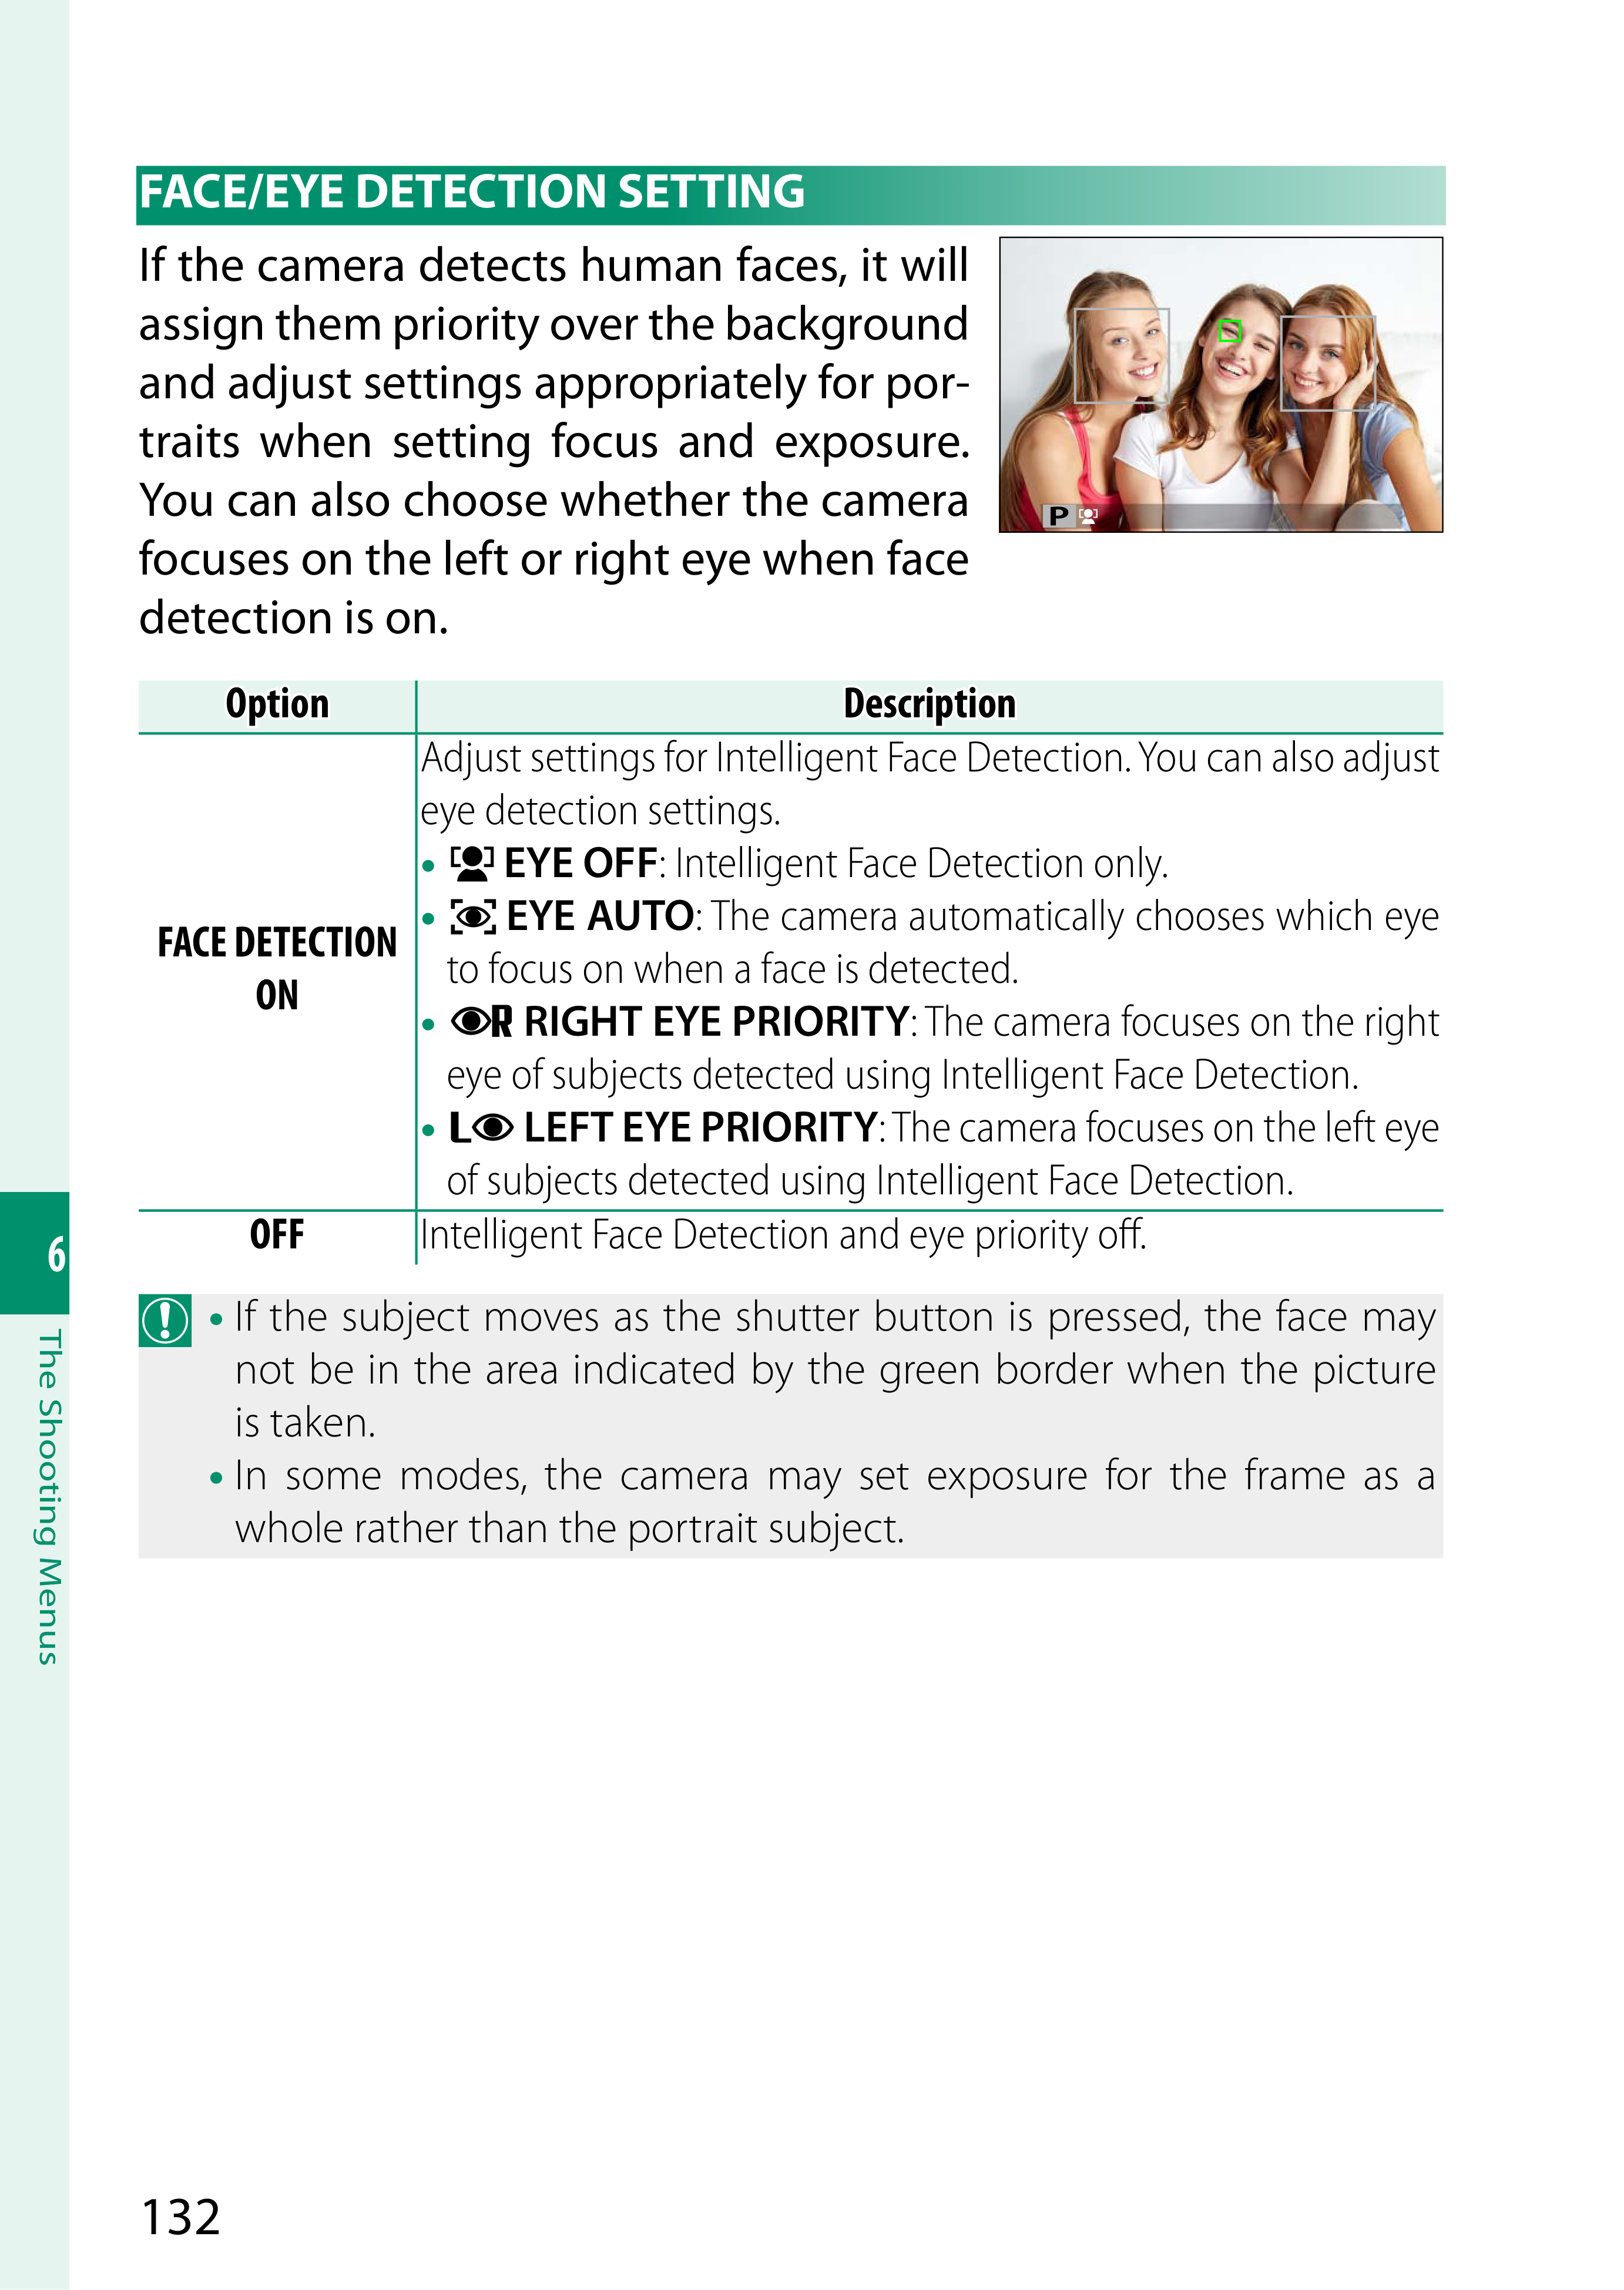 FACE/EYE DETECTION SETTING
If the camera detects human faces, it will
assign them priority over the background
and adjust settings appropriately for por-
traits when setting focus and exposure.
You can also choose whether the camera
focuses on the left or right eye when face
detection is on.
P
Option
Description
FACE DETECTION
ON
Adjust settings for Intelligent Face Detection. You can also adjust
eye detection settings.
• EYE OFF: Intelligent Face Detection only.
• EYE AUTO: The camera automatically chooses which eye
to focus on when a face is detected.
• R RIGHT EYE PRIORITY: The camera focuses on the right
eye of subjects detected using Intelligent Face Detection.
• L LEFT EYE PRIORITY: The camera focuses on the left eye
of subjects detected using Intelligent Face Detection.
OFF
Intelligent Face Detection and eye priority off.
• If the subject moves as the shutter button is pressed, the face may
not be in the area indicated by the green border when the picture
is taken.
• In some modes, the camera may set exposure for the frame as a
whole rather than the portrait subject.
6
The Shooting Menus
132